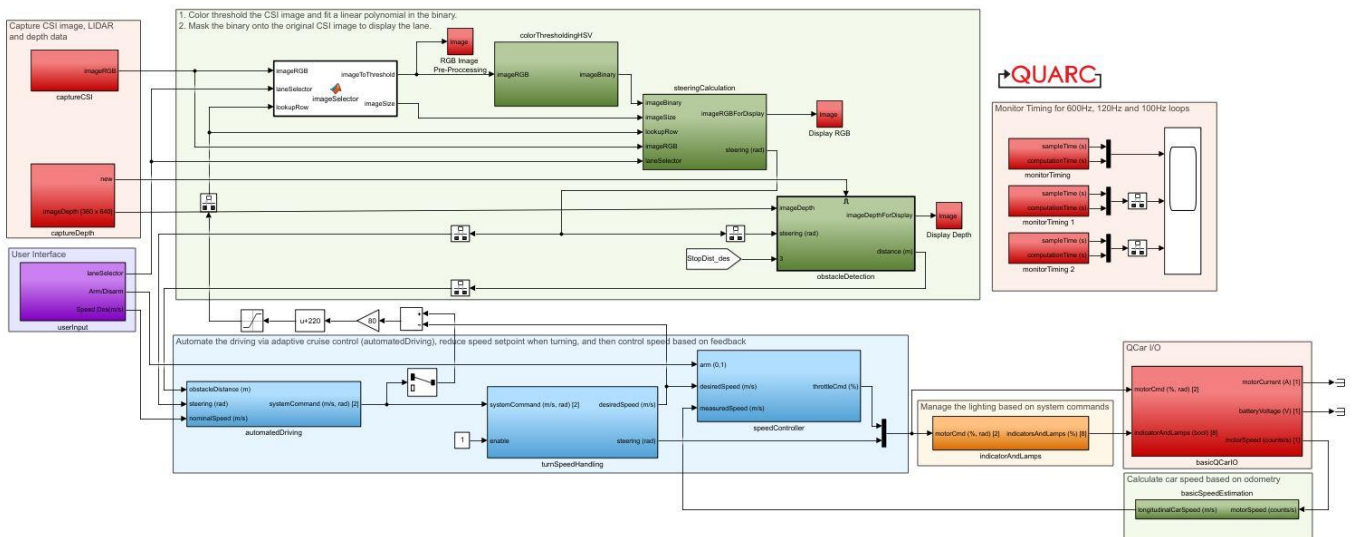 Capture CSI image, LIDAR
and depth data
imageRGB
captureCSI
new
imageDepth [360 x 640]
captureDepth
User Interface
laneSelector
Arm/Disarm
Speed Des(m/s)
userInput
1. Color threshold the CSI image and fit a linear polynomial in the binary.
2. Mask the binary onto the original CSI image to display the lane.
imageRGB
laneSelector
lookupRow
imageToThreshold
imageSize
imageSelector
Image
RGB Image
Pre-Proccessing
colorThresholdingHSV
imageRGB
imageBinary
steeringCalculation
imageBinary
imageSize
lookupRow
imageRGB
laneSelector
imageRGBForDisplay
steering (rad)
Image
Display RGB
imageDepth
steering (rad)
3
imageDepthForDisplay
distance (m)
obstacleDetection
StopDist_des
Image
Display Depth
QUARC
Monitor Timing for 600Hz, 120Hz and 100Hz loops
sampleTime (s)
computationTime (s)
monitorTiming
sampleTime (s)
computationTime (s)
monitorTiming 1
sampleTime (s)
computationTime (s)
monitorTiming 2
u+220
80
+
−
Automate the driving via adaptive cruise control (automatedDriving), reduce speed setpoint when turning, and then control speed based on feedback
obstacleDistance (m)
steering (rad)
nominalSpeed (m/s)
systemCommand (m/s, rad) [2]
automatedDriving
1
systemCommand (m/s, rad) [2]
enable
desiredSpeed (m/s)
steering (rad)
turnSpeedHandling
arm (0,1)
desiredSpeed (m/s)
measuredSpeed (m/s)
throttleCmd (%)
speedController
Manage the lighting based on system commands
motorCmd (%, rad) [2]
indicatorsAndLamps (%) [8]
indicatorAndLamps
QCar I/O
motorCmd (%, rad) [2]
indicatorAndLamps (bool) [8]
motorCurrent (A) [1]
batteryVoltage (V) [1]
motorSpeed (counts/s) [1]
basicQCarIO
Calculate car speed based on odometry
basicSpeedEstimation
longitudinalCarSpeed (m/s)
motorSpeed (counts/s)